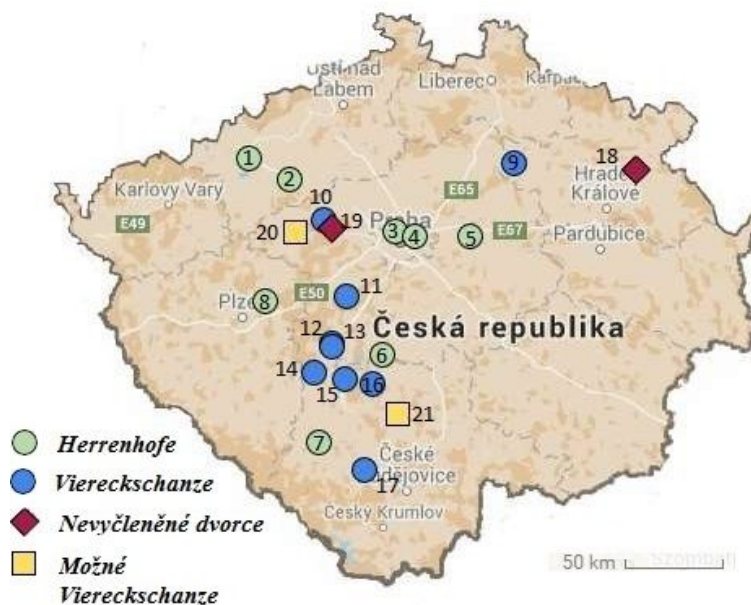 Ústí nad
Labem
Liberec
Karlovy Vary
1
2
9
18
Hradec
Králové
E65
E49
20
10
19
Praha
3
4
5
E67
Pardubice
8
Plze
E50
11
12
13
Česká republika
6
14
15
16
21
7
České
dějovice
17
Český Krumlov
Herrenhofe
Viereckschanze
Nevyčleněné dvorce
Možné
Viereckschanze
50 km